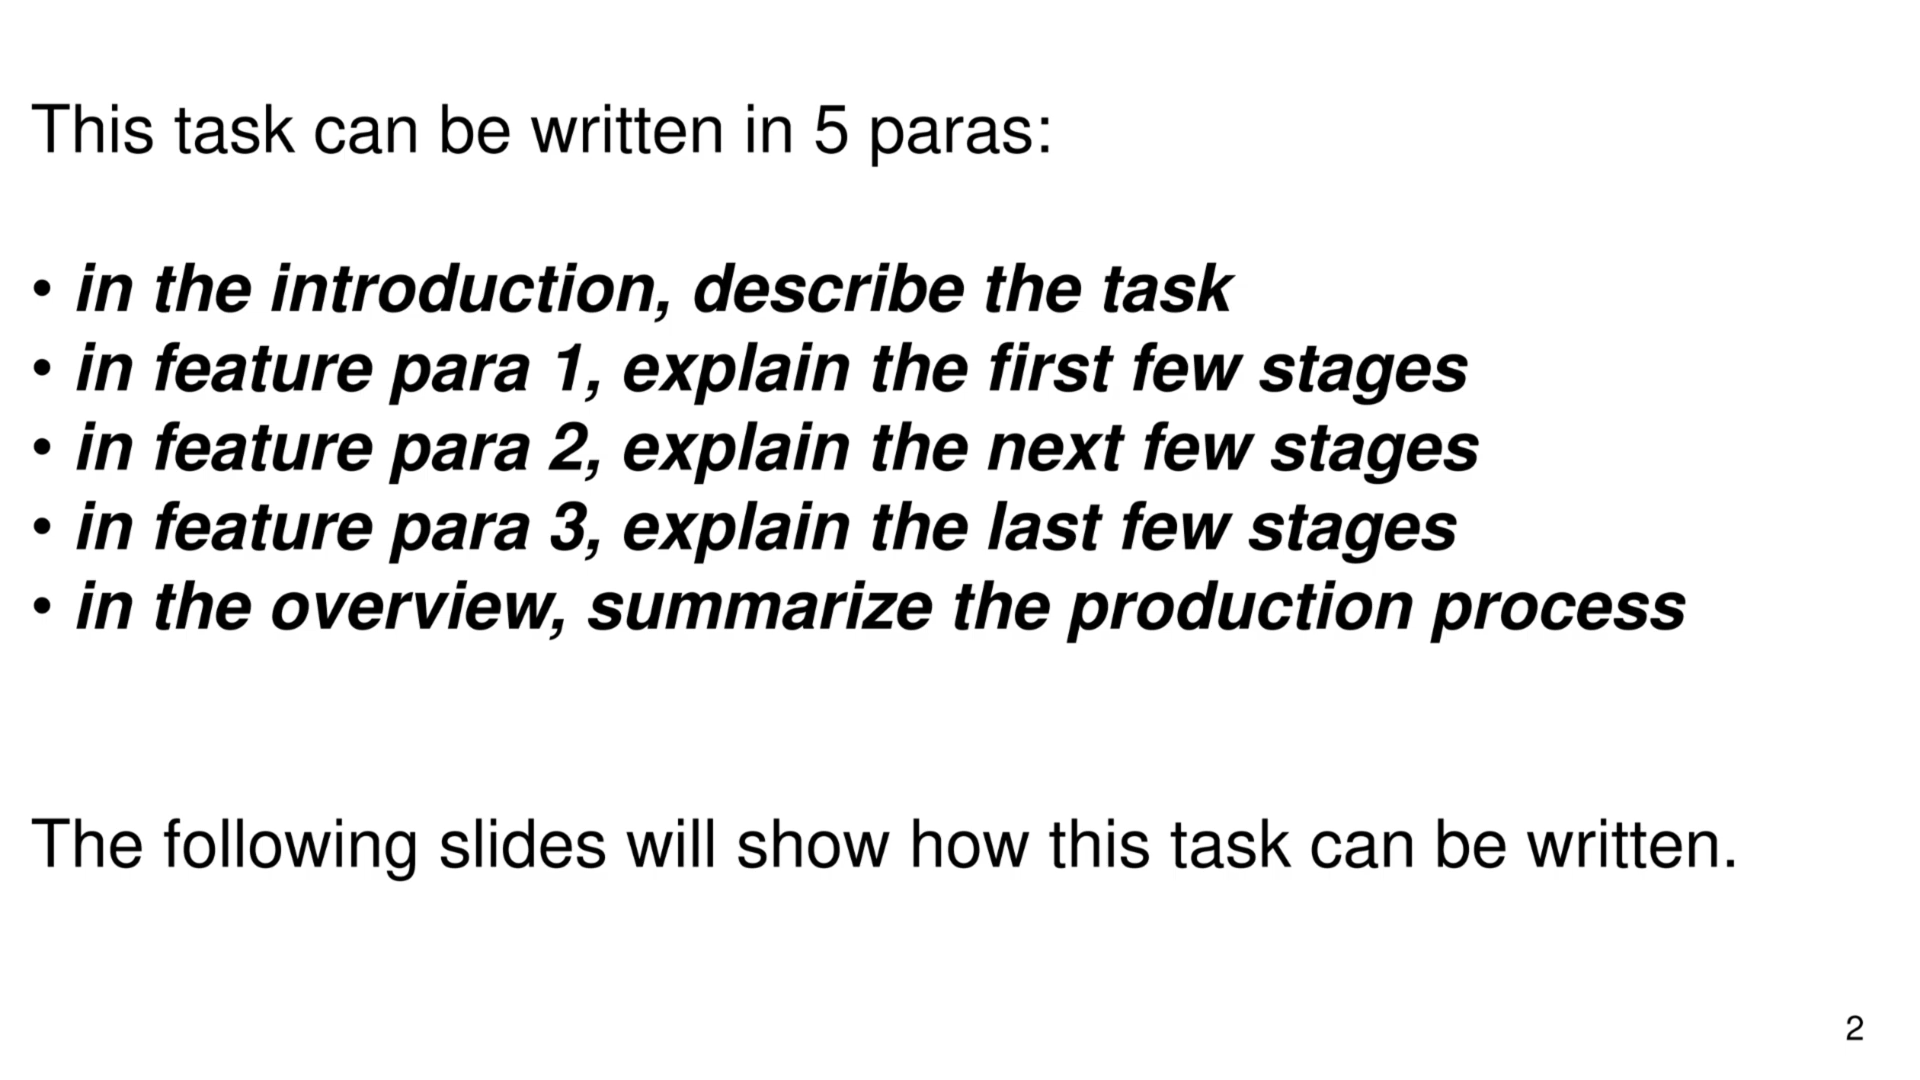 This task can be written in 5 paras:
• in the introduction, describe the task
• in feature para 1, explain the first few stages
• in feature para 2, explain the next few stages
• in feature para 3, explain the last few stages
• in the overview, summarize the production process
The following slides will show how this task can be written.
2